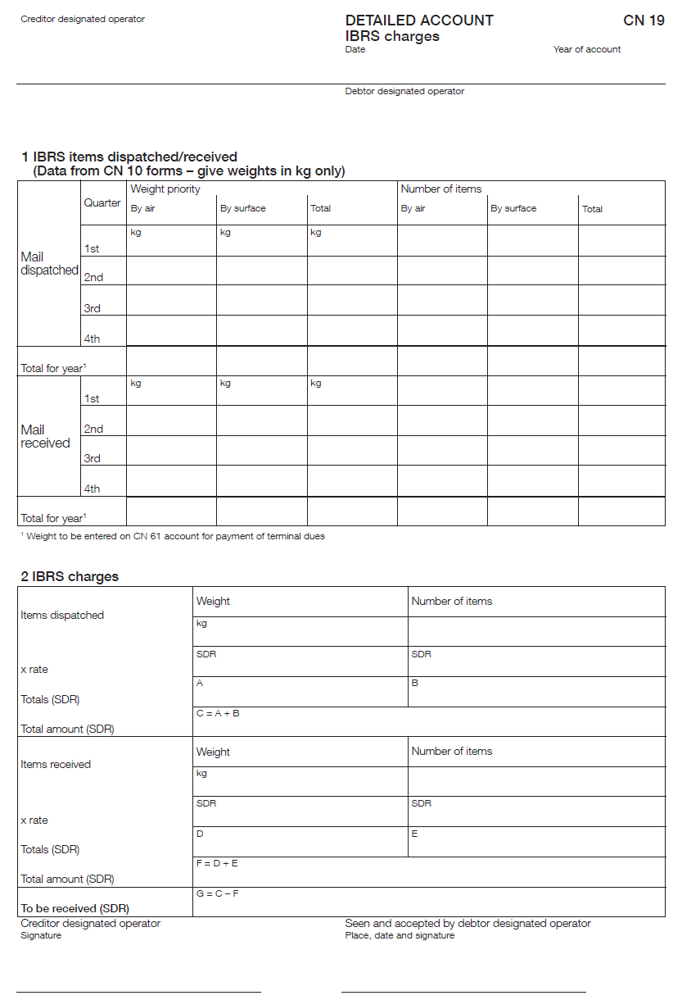 Creditor designated operator
DETAILED ACCOUNT
CN 19
IBRS charges
Date
Year of account
Debtor designated operator
1 IBRS items dispatched/received
(Data from CN 10 forms – give weights in kg only)
Quarter
Weight priority
Number of items
By air
By surface
Total
By air
By surface
Total
Mail
dispatched
1st
kg
kg
kg
2nd
3rd
4th
Total for year¹
Mail
received
1st
kg
kg
kg
2nd
3rd
4th
Total for year¹
¹ Weight to be entered on CN 61 account for payment of terminal dues
2 IBRS charges
Items dispatched
Weight
Number of items
kg
x rate
SDR
SDR
Totals (SDR)
A
B
Total amount (SDR)
C = A + B
Items received
Weight
Number of items
kg
x rate
SDR
SDR
Totals (SDR)
D
E
Total amount (SDR)
F = D + E
To be received (SDR)
G = C – F
Creditor designated operator
Signature
Seen and accepted by debtor designated operator
Place, date and signature